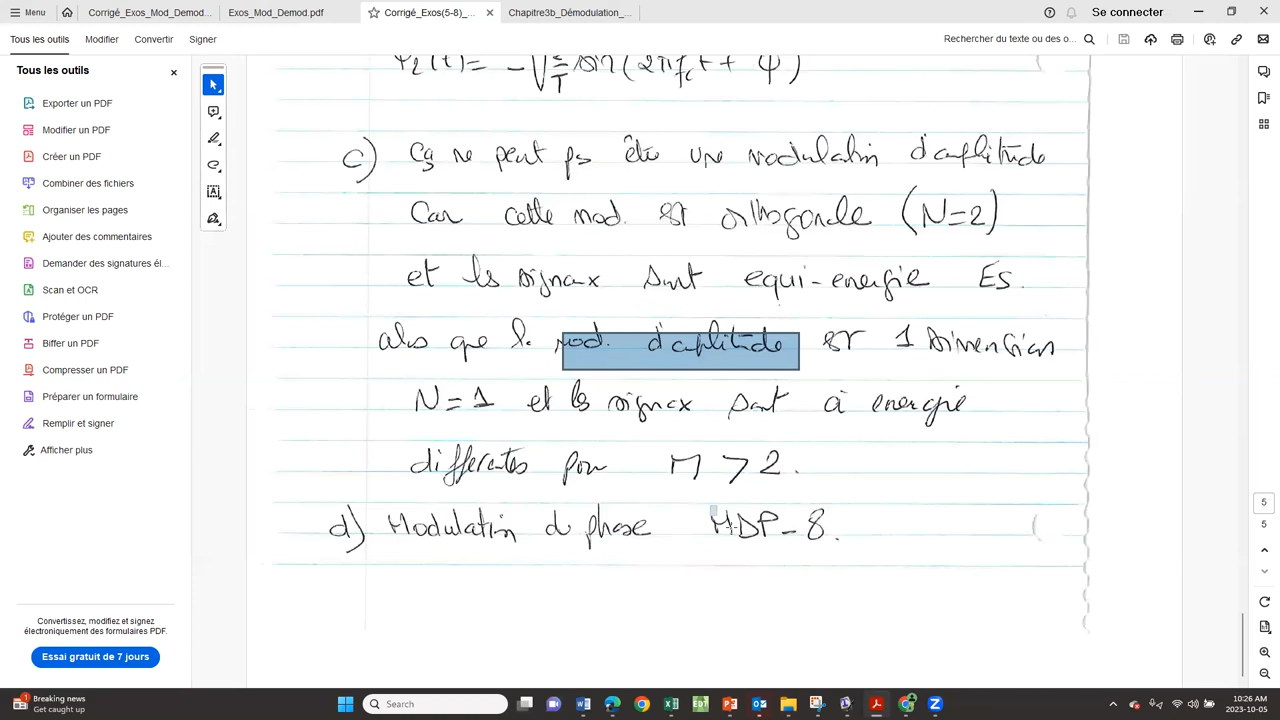 Menu
Corrigé_Exos_Mod_Demod...
Exos_Mod_Demod.pdf
Corrigé_Exos(5-8)_...
Chapitre3b_Démodulation_...
Se connecter
Tous les outils Modifier Convertir Signer
Rechercher du texte ou des o...
Tous les outils
Exporter un PDF
Modifier un PDF
Créer un PDF
Combiner des fichiers
Organiser les pages
Ajouter des commentaires
Demander des signatures él...
Scan et OCR
Protéger un PDF
Biffer un PDF
Compresser un PDF
Préparer un formulaire
Remplir et signer
Afficher plus
Convertissez, modifiez et signez
électroniquement des formulaires PDF.
Essai gratuit de 7 jours
φ2(t) = -√(2/T) sin(2πfct + φ)
c) Ça ne peut ps être une modulation d'amplitude
Car cette mod. est orthogonale (N=2)
et les signaux sont equi-energie Es.
alors que la mod. d'amplitude est 1 Dimension
N=1 et les signaux sont à energie
differentes pour M > 2.
d) Modulation de phase MDP-8.
5
5
Breaking news
Get caught up
Search
10:26 AM
2023-10-05